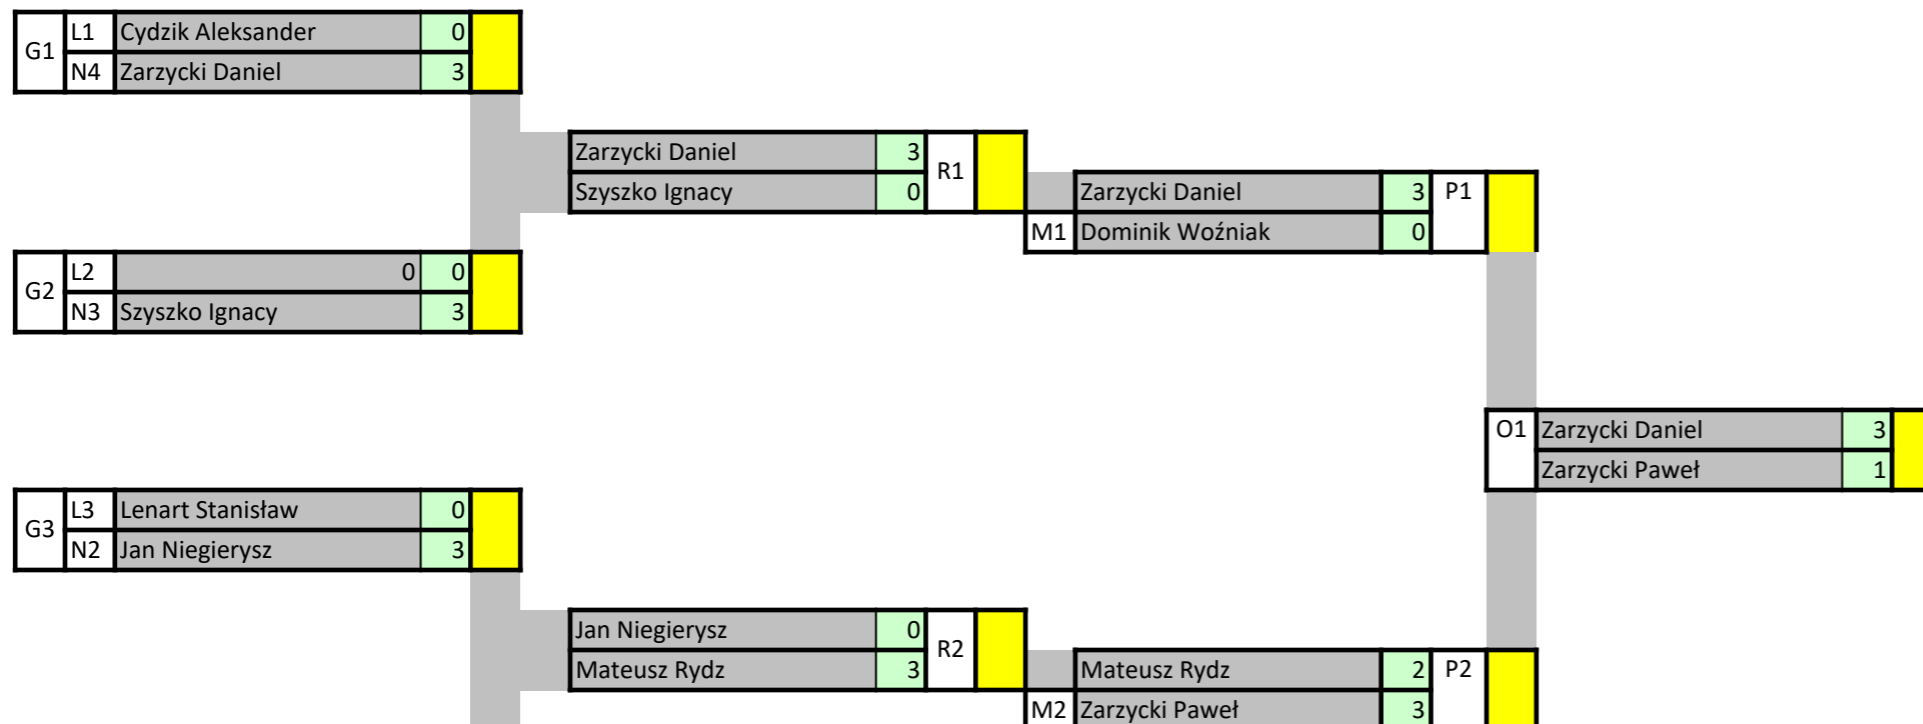 G1 L1 Cydzik Aleksander 0
N4 Zarzycki Daniel 3
Zarzycki Daniel 3 R1
Szyszko Ignacy 0
Zarzycki Daniel 3 P1
M1 Dominik Woźniak 0
G2 L2 0 0
N3 Szyszko Ignacy 3
O1 Zarzycki Daniel 3
Zarzycki Paweł 1
G3 L3 Lenart Stanisław 0
N2 Jan Niegierysz 3
Jan Niegierysz 0 R2
Mateusz Rydz 3
Mateusz Rydz 2 P2
M2 Zarzycki Paweł 3